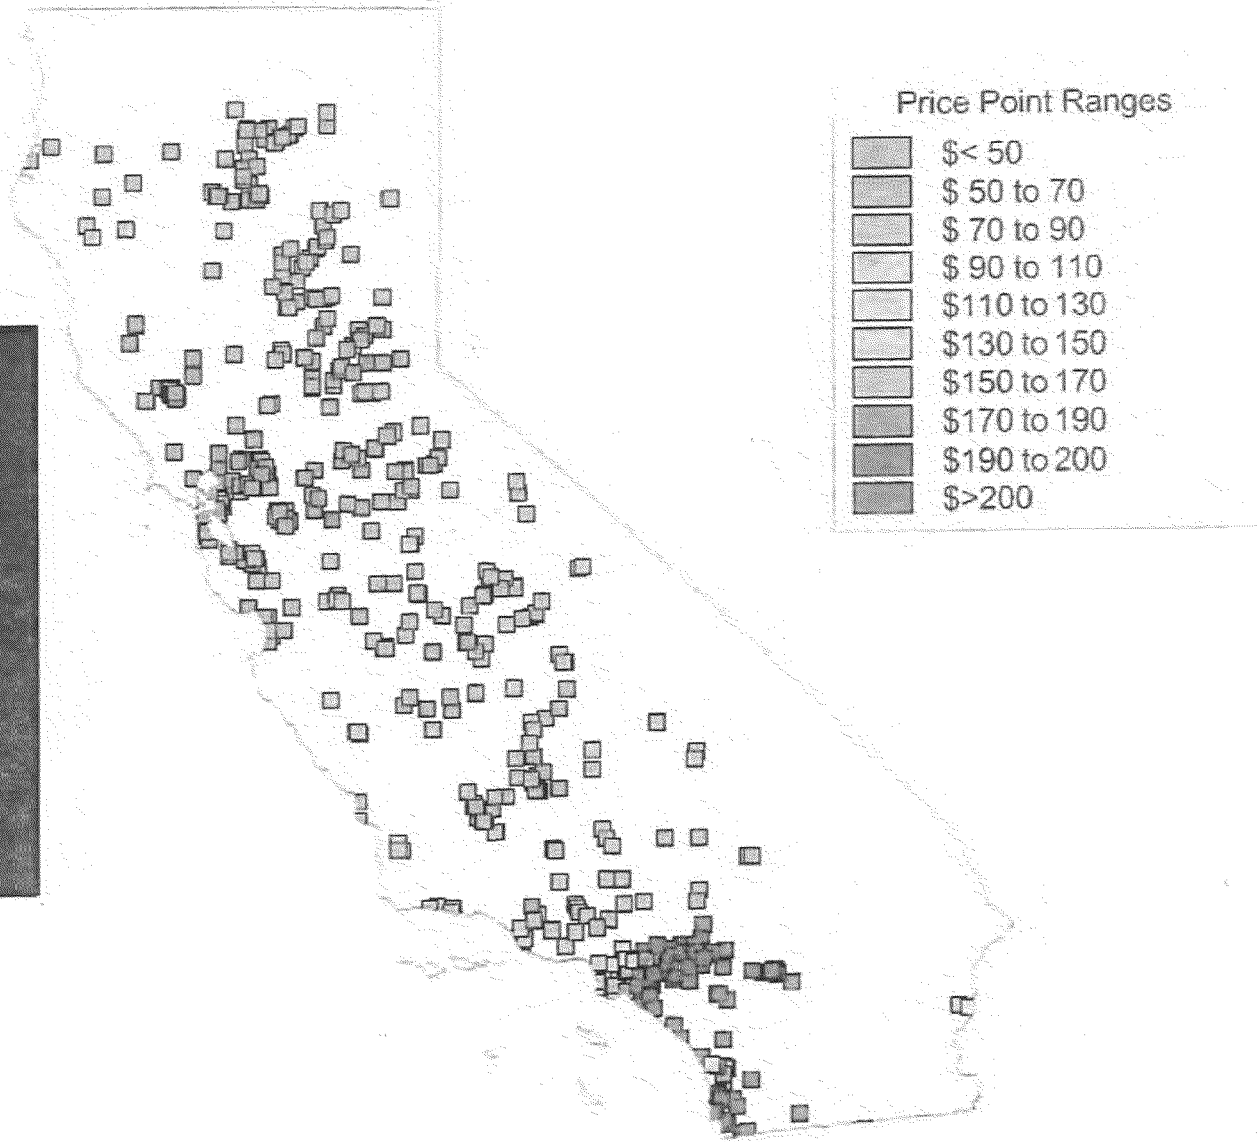 Price Point Ranges
$< 50
$ 50 to 70
$ 70 to 90
$ 90 to 110
$110 to 130
$130 to 150
$150 to 170
$170 to 190
$190 to 200
$>200